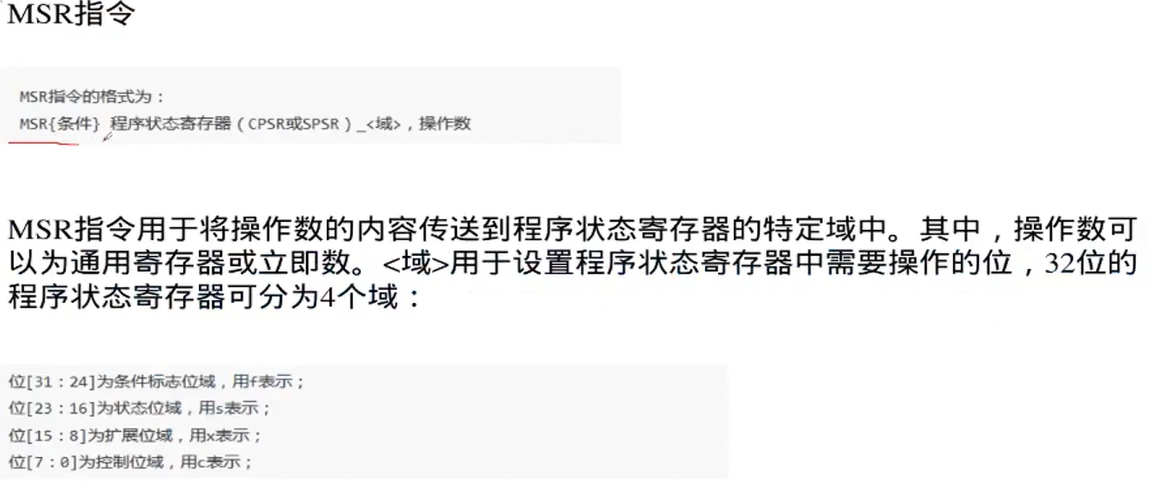 MSR指令
MSR指令的格式为：
MSR{条件} 程序状态寄存器（CPSR或SPSR）_<域>，操作数
MSR指令用于将操作数的内容传送到程序状态寄存器的特定域中。其中，操作数可
以为通用寄存器或立即数。<域>用于设置程序状态寄存器中需要操作的位，32位的
程序状态寄存器可分为4个域：
位[31：24]为条件标志位域，用f表示；
位[23：16]为状态位域，用s表示；
位[15：8]为扩展位域，用x表示；
位[7：0]为控制位域，用c表示；